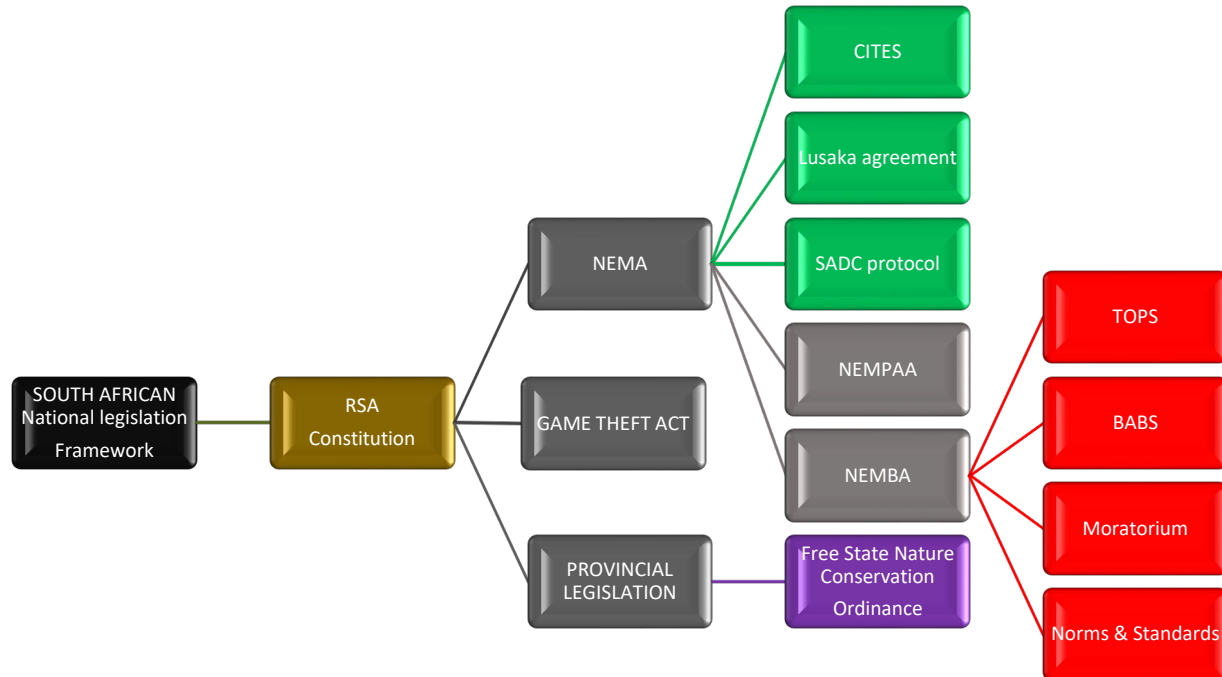 SOUTH AFRICAN
National legislation
Framework
RSA
Constitution
NEMA
GAME THEFT ACT
PROVINCIAL
LEGISLATION
CITES
Lusaka agreement
SADC protocol
NEMPAA
NEMBA
Free State Nature
Conservation
Ordinance
TOPS
BABS
Moratorium
Norms & Standards